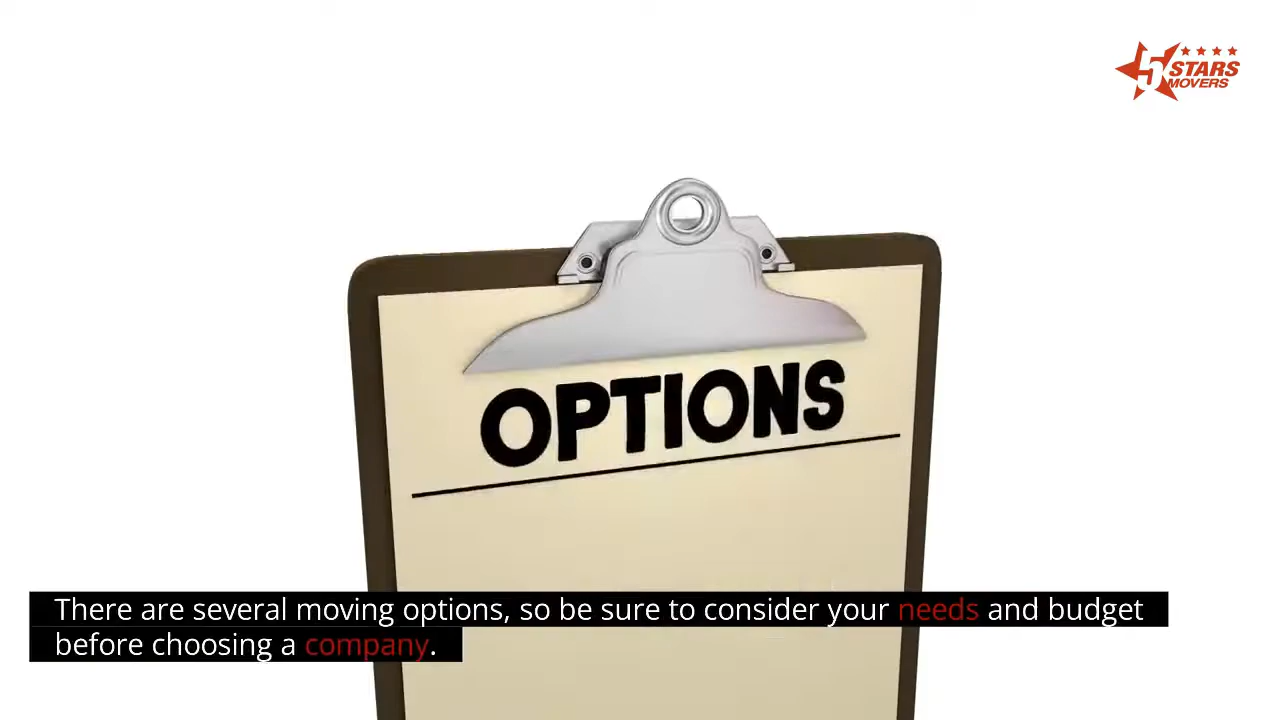 5 STARS
MOVERS
OPTIONS
There are several moving options, so be sure to consider your needs and budget
before choosing a company.